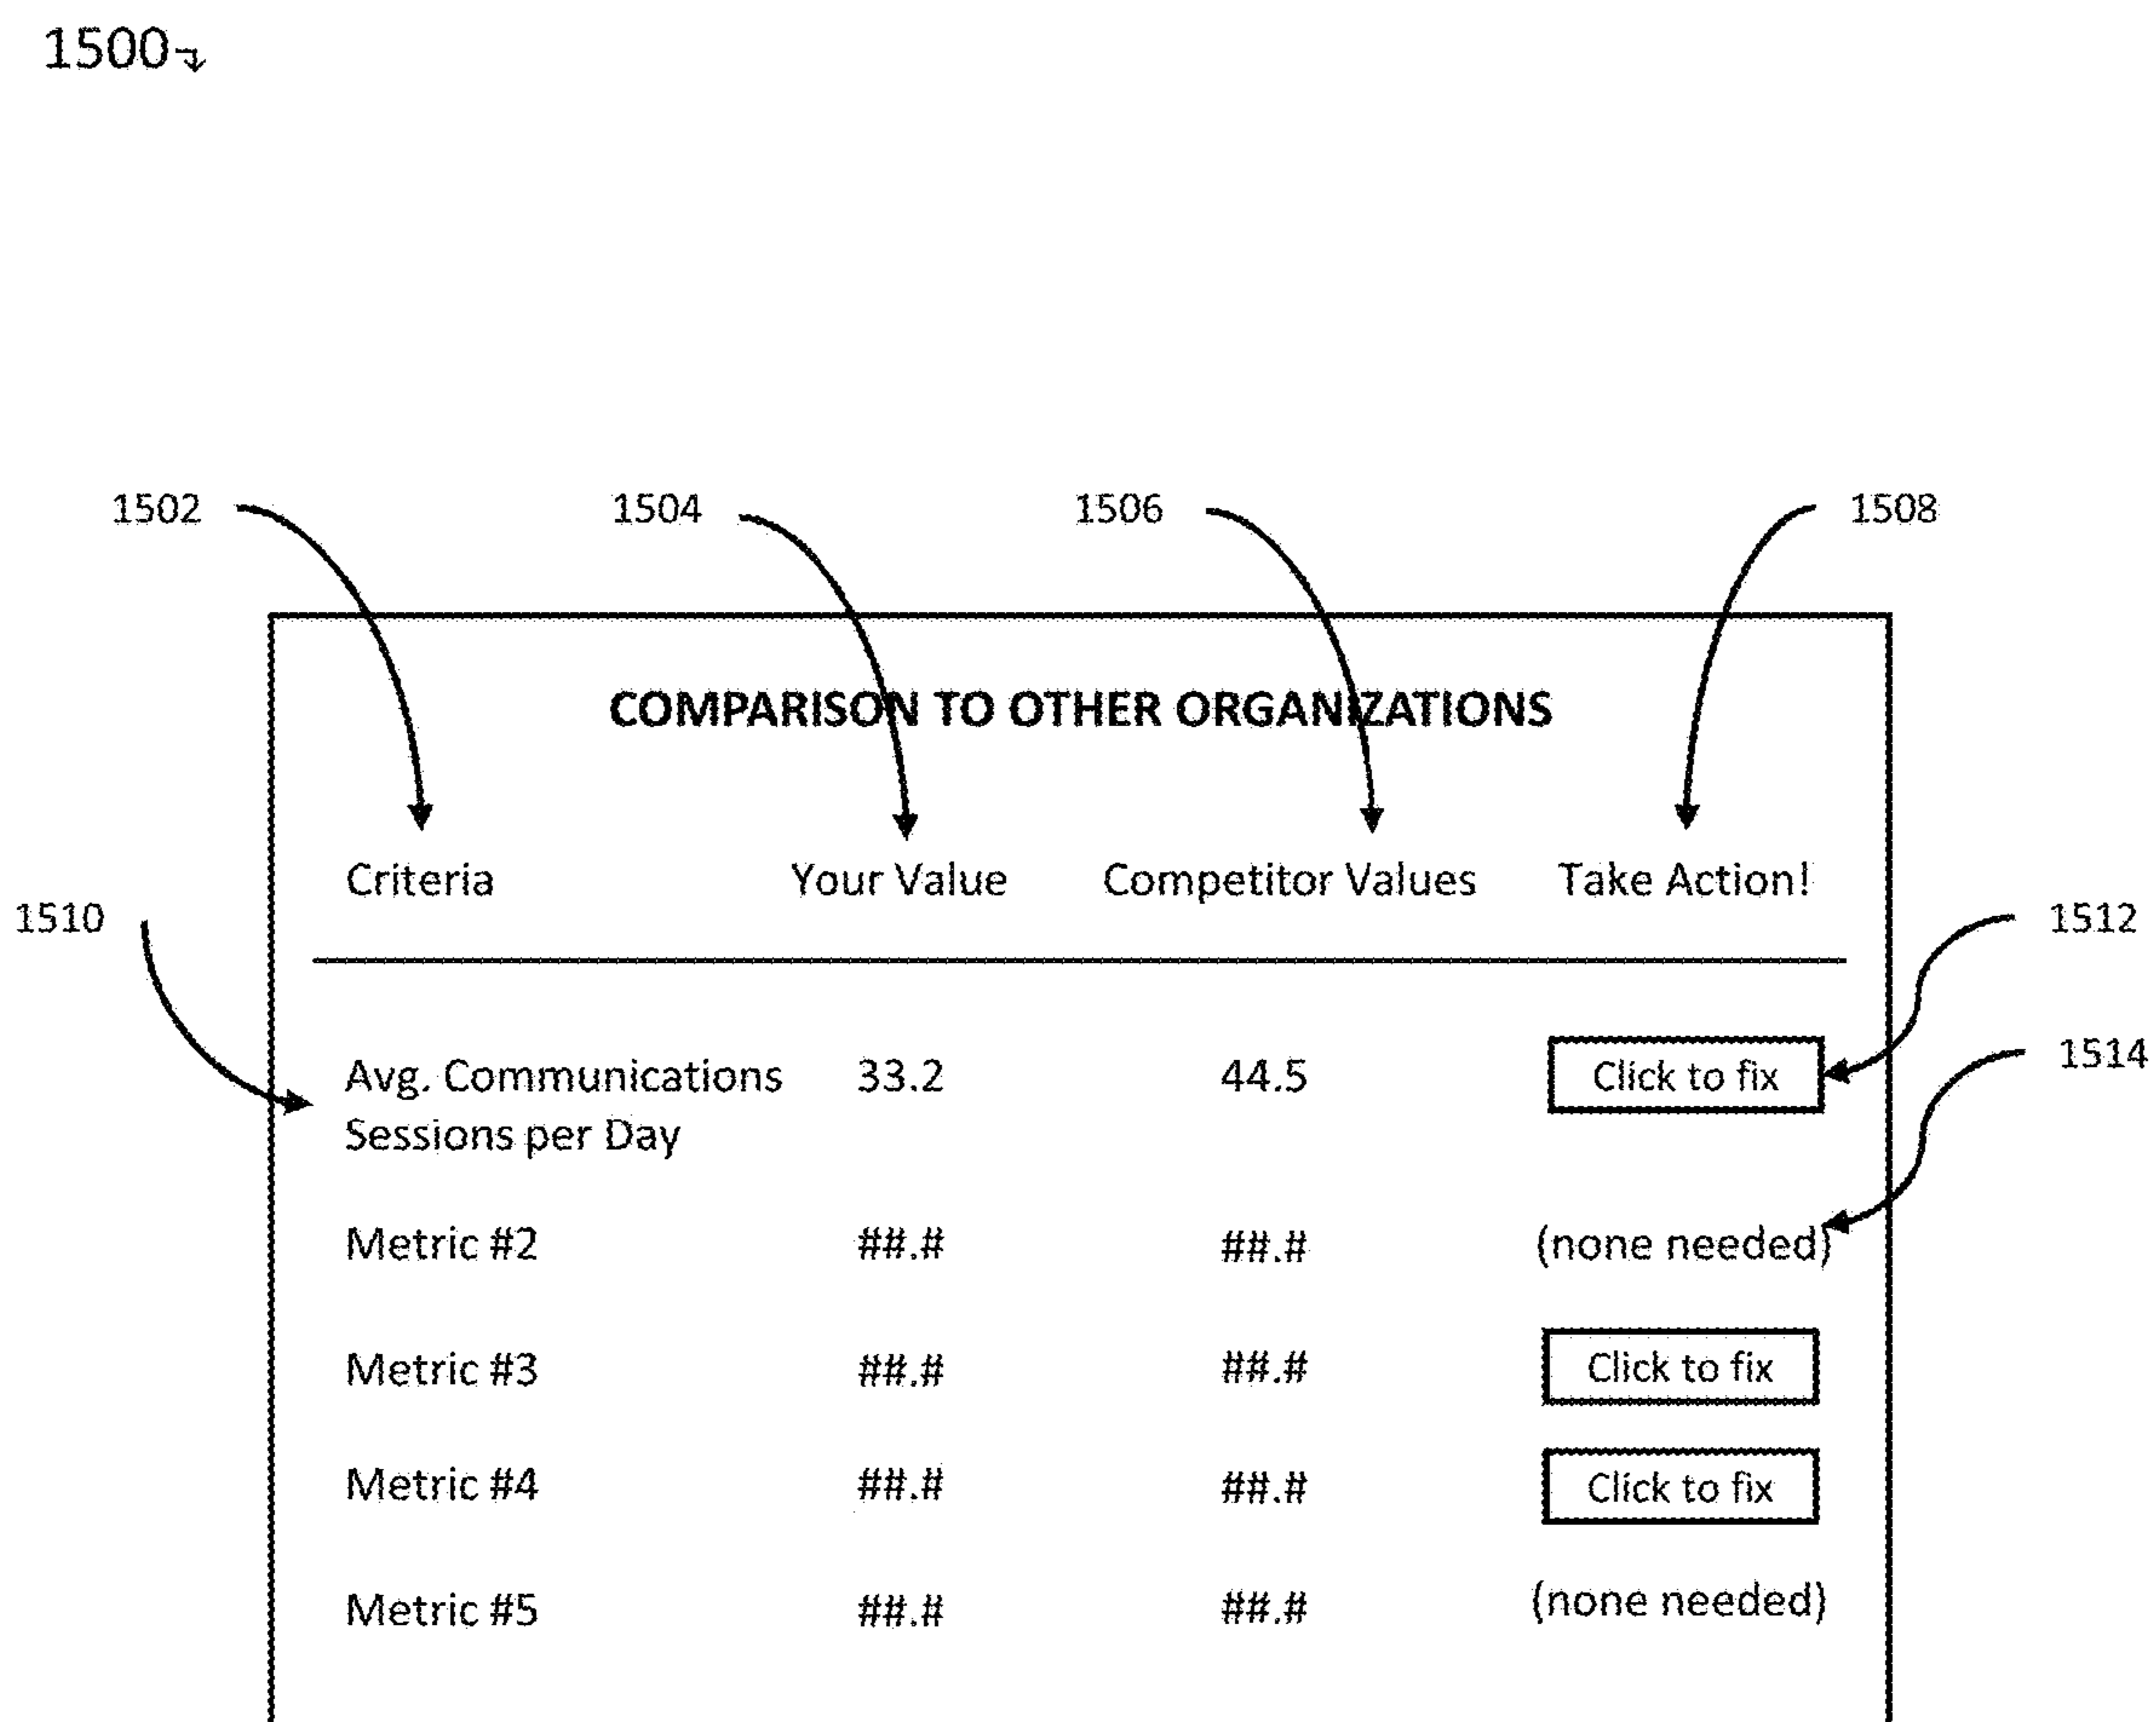 1500
1502 1504 1506 1508
COMPARISON TO OTHER ORGANIZATIONS
Criteria Your Value Competitor Values Take Action!
1510 1512
Avg. Communications 33.2 44.5 Click to fix
1514
Sessions per Day
Metric #2 ##.# ##.# (none needed)
Metric #3 ##.# ##.# Click to fix
Metric #4 ##.# ##.# Click to fix
Metric #5 ##.# ##.# (none needed)